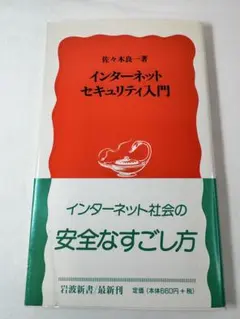 佐々木良一著
インターネット
セキュリティ入門
インターネット社会の
安全なすごし方
岩波新書/最新刊
定価(本体660円+税)